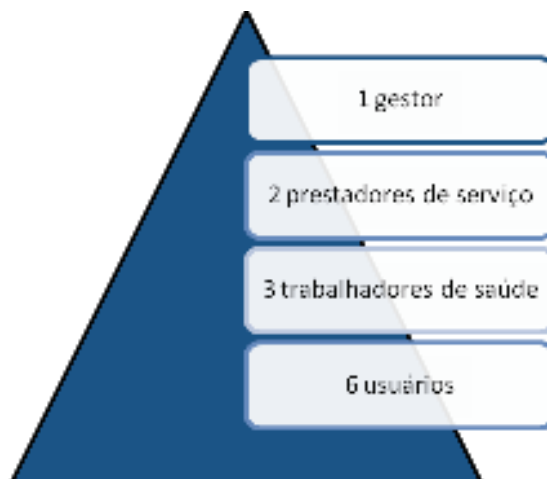 1 gestor
2 prestadores de serviço
3 trabalhadores de saúde
6 usuários